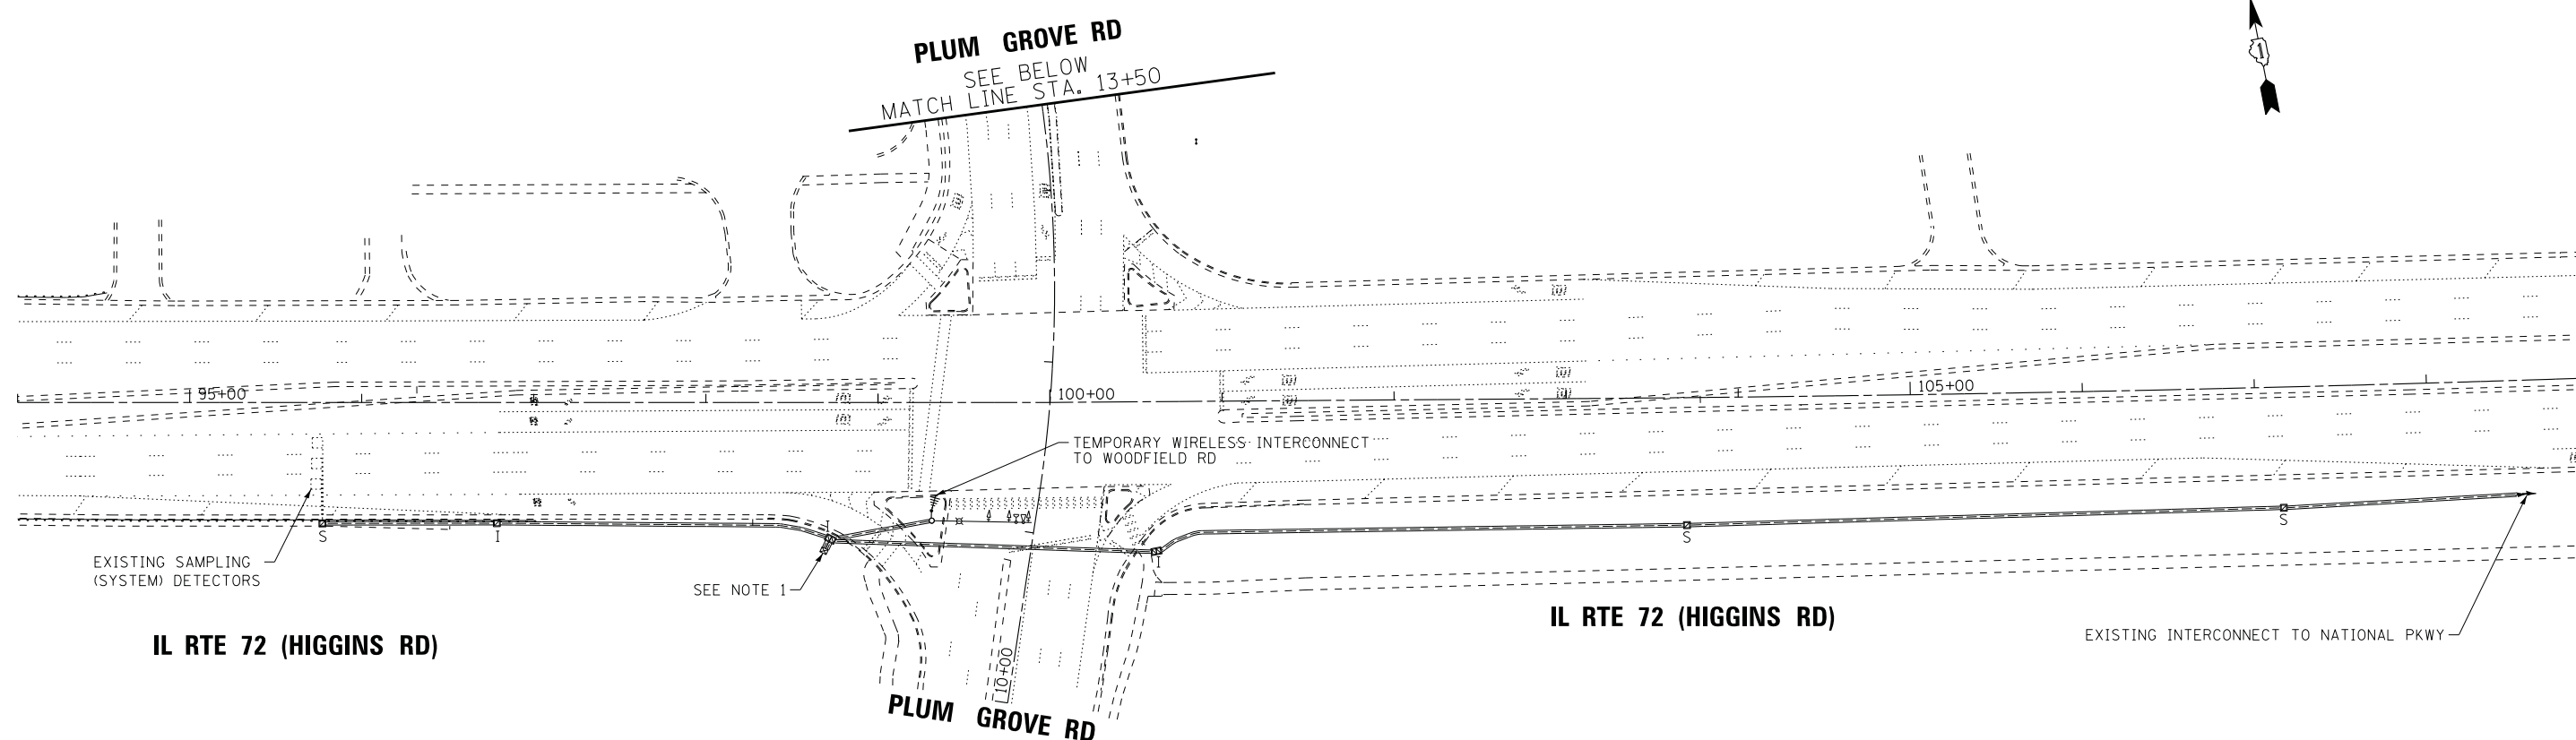 PLUM GROVE RD
SEE BELOW
MATCH LINE STA. 13+50
1
95+00
100+00
105+00
TEMPORARY WIRELESS INTERCONNECT
TO WOODFIELD RD
EXISTING SAMPLING
(SYSTEM) DETECTORS
S
I
I
SEE NOTE 1
I
S
S
IL RTE 72 (HIGGINS RD)
IL RTE 72 (HIGGINS RD)
EXISTING INTERCONNECT TO NATIONAL PKWY
10+00
PLUM GROVE RD